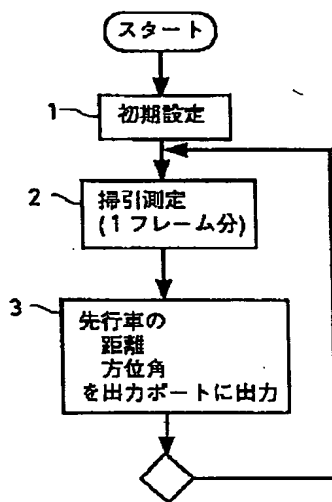 スタート
1
初期設定
2
掃引測定
(1フレーム分)
3
先行車の
距離
方位角
を出力ポートに出力